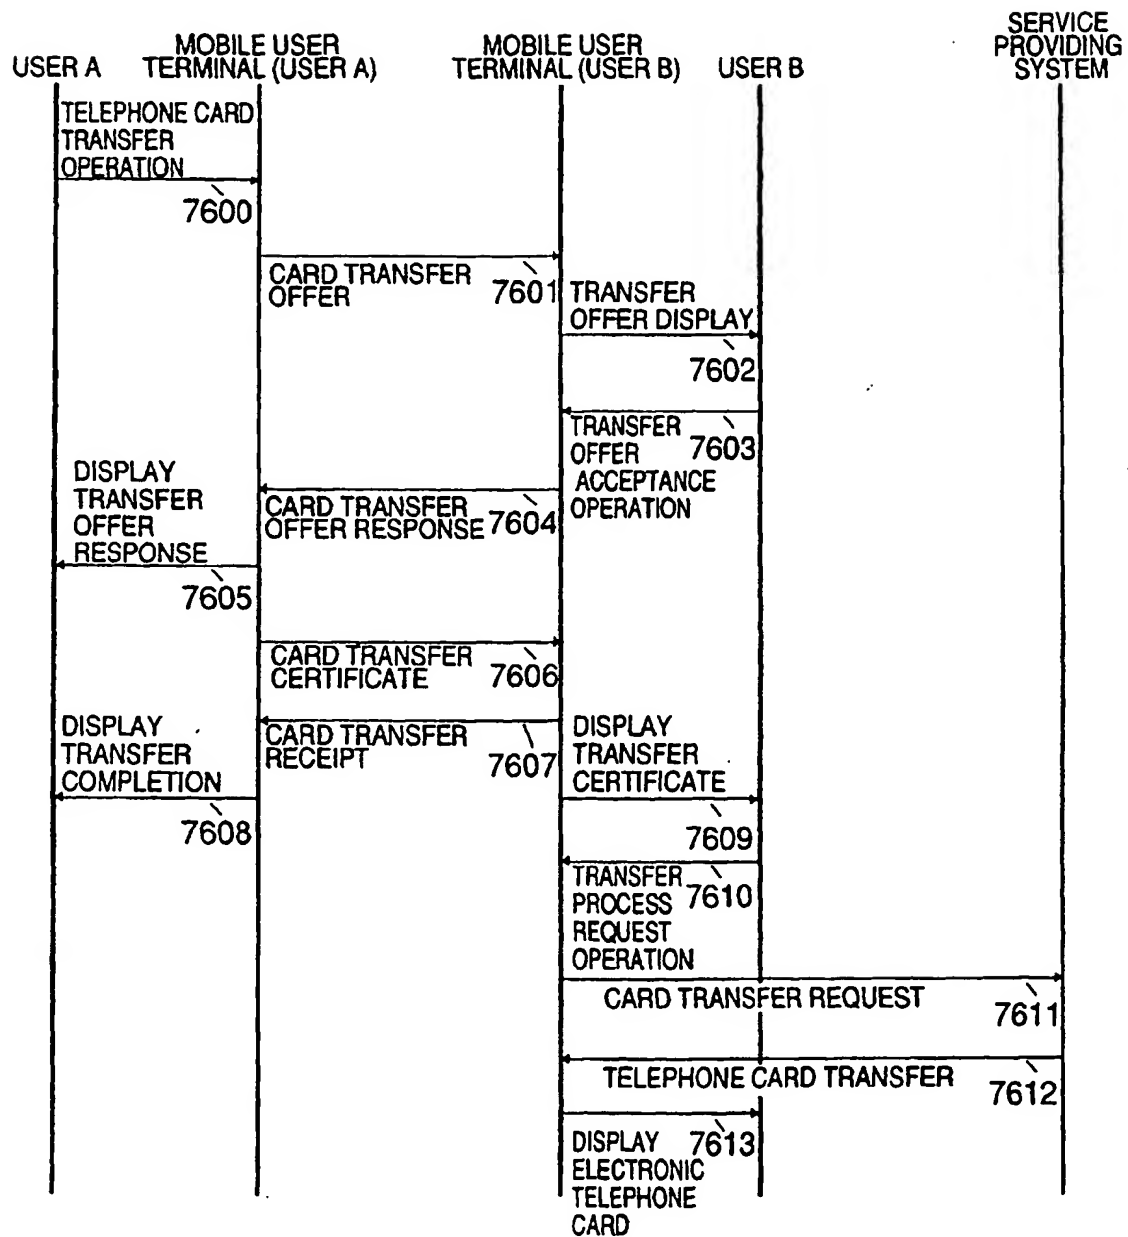 USER A
MOBILE USER
TERMINAL (USER A)
MOBILE USER
TERMINAL (USER B)
USER B
SERVICE
PROVIDING
SYSTEM
TELEPHONE CARD
TRANSFER
OPERATION
7600
CARD TRANSFER
OFFER
7601
TRANSFER
OFFER DISPLAY
7602
TRANSFER
OFFER
ACCEPTANCE
OPERATION
7603
CARD TRANSFER
OFFER RESPONSE
7604
DISPLAY
TRANSFER
OFFER
RESPONSE
7605
CARD TRANSFER
CERTIFICATE
7606
CARD TRANSFER
RECEIPT
7607
DISPLAY
TRANSFER
COMPLETION
7608
DISPLAY
TRANSFER
CERTIFICATE
7609
TRANSFER
PROCESS
REQUEST
OPERATION
7610
CARD TRANSFER REQUEST
7611
TELEPHONE CARD TRANSFER
7612
DISPLAY
ELECTRONIC
TELEPHONE
CARD
7613